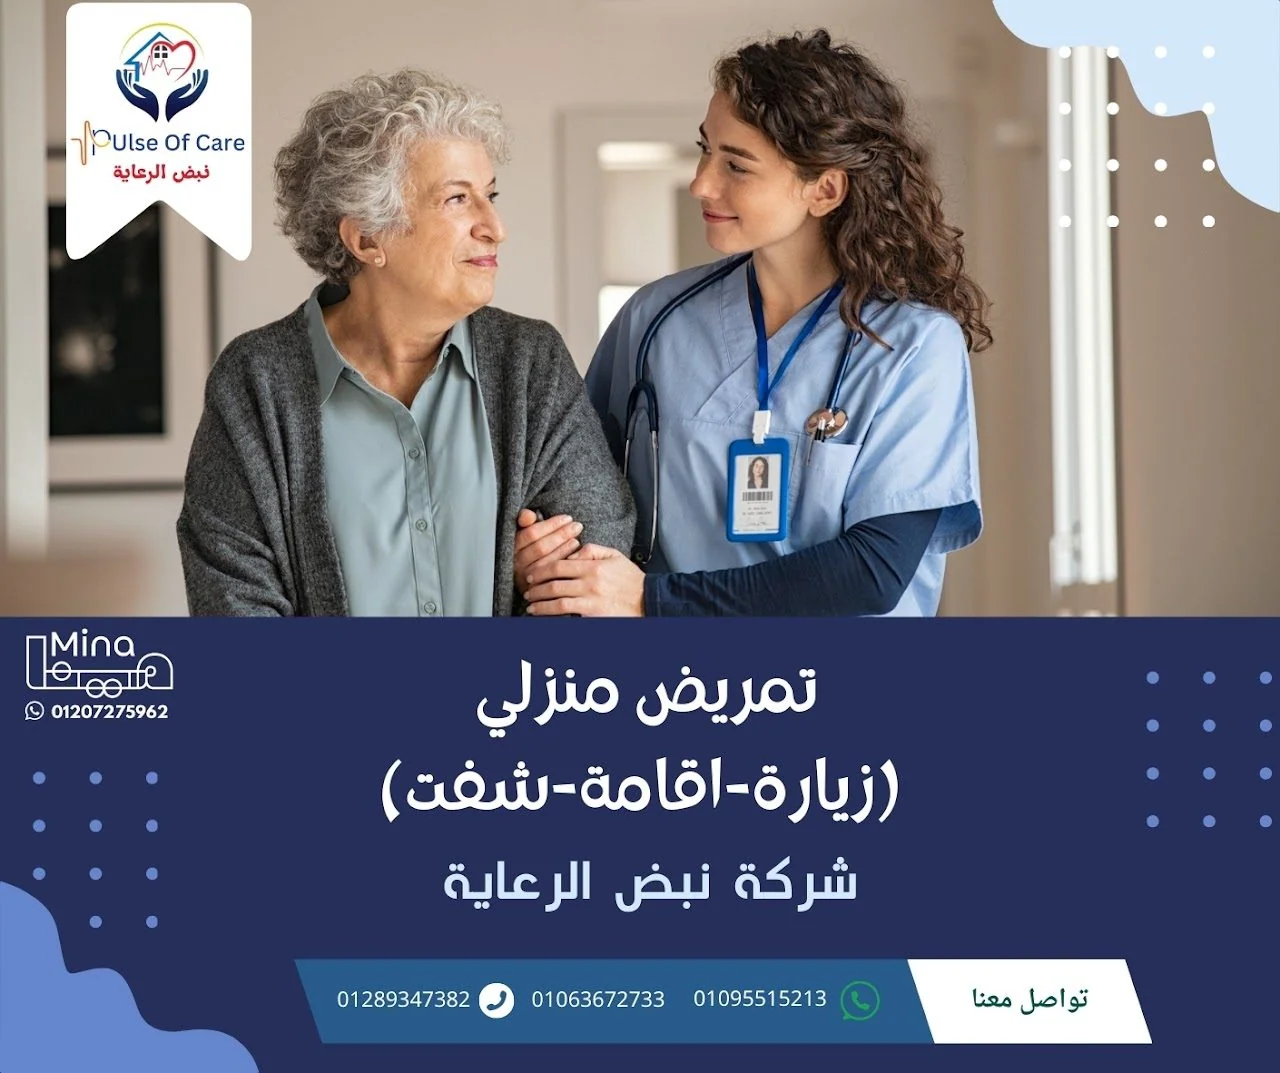 pUlse Of Care
نبض الرعاية
Mina
مينا
01207275962
تمريض منزلي
(زيارة-اقامة-شفت)
شركة نبض الرعاية
تواصل معنا
01095515213
01063672733
01289347382